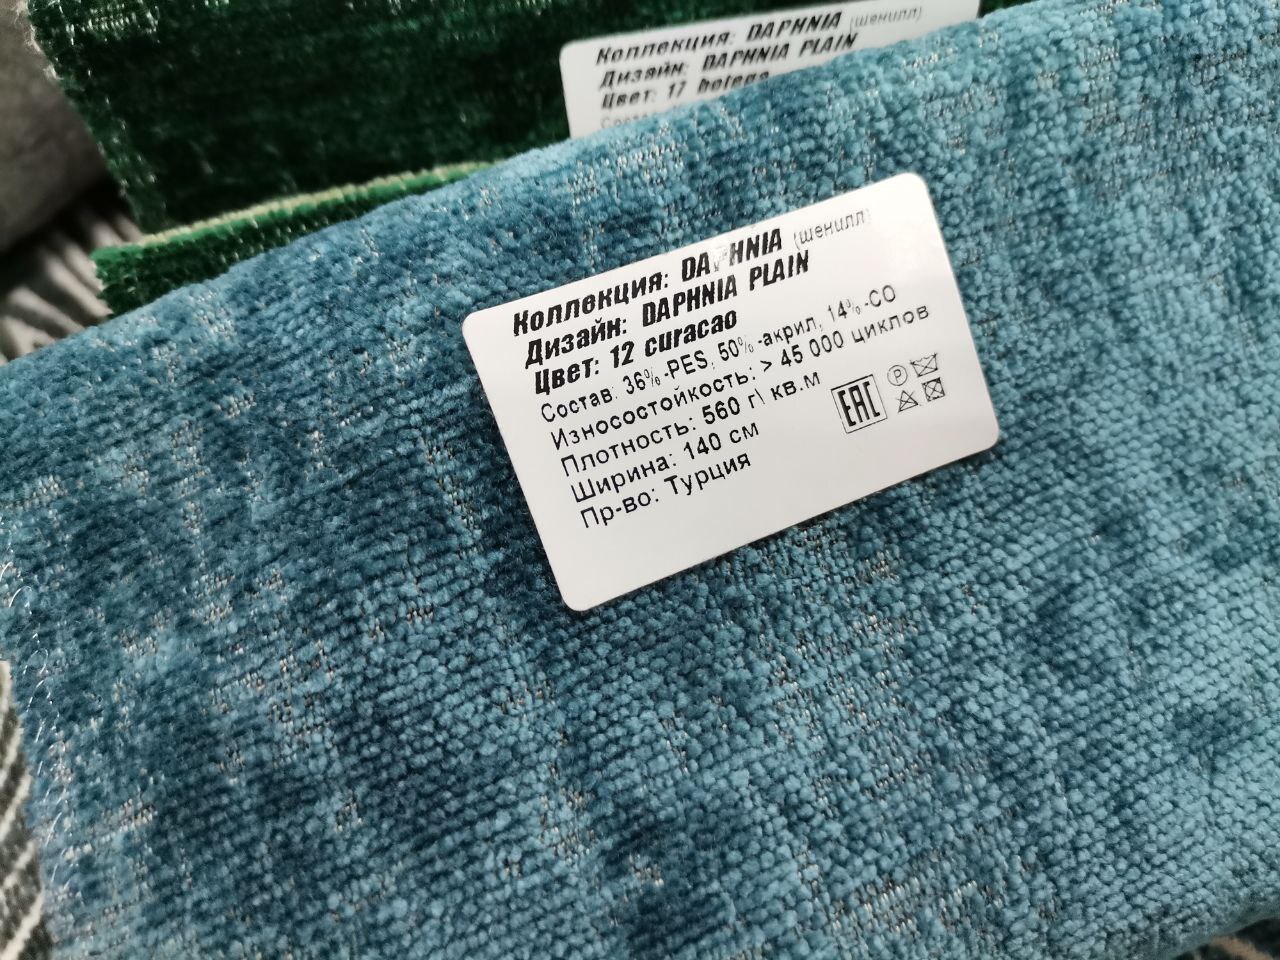 Коллекция: DAPHNIA (шенилл)
Дизайн: DAPHNIA PLAIN
Цвет: 17
Коллекция: DAPHNIA (шенилл)
Дизайн: DAPHNIA PLAIN
Цвет: 12 curacao
Состав: 36%-PES, 50%-акрил, 14%-CO
Износостойкость: > 45 000 циклов
Плотность: 560 г\ кв.м
Ширина: 140 см
Пр-во: Турция
EAC
P